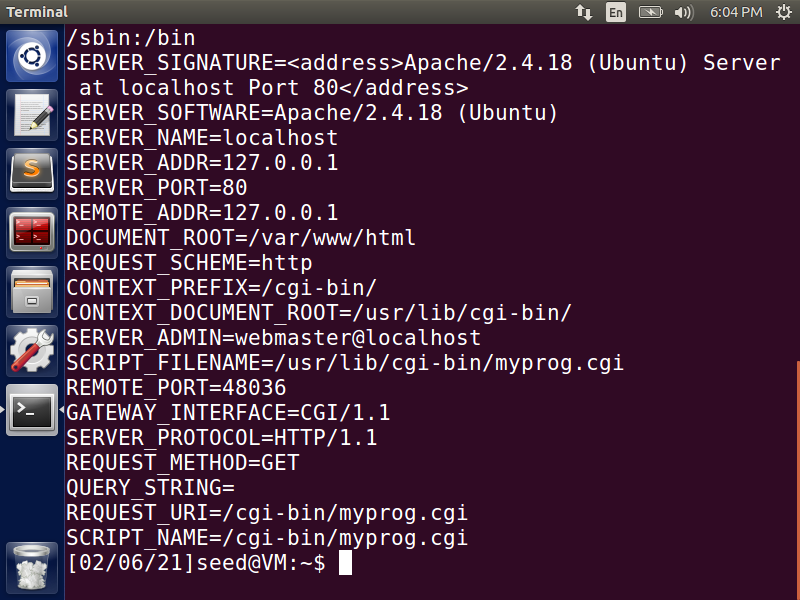 Terminal
En
6:04 PM
/sbin:/bin
SERVER_SIGNATURE=<address>Apache/2.4.18 (Ubuntu) Server
 at localhost Port 80</address>
SERVER_SOFTWARE=Apache/2.4.18 (Ubuntu)
SERVER_NAME=localhost
SERVER_ADDR=127.0.0.1
SERVER_PORT=80
REMOTE_ADDR=127.0.0.1
DOCUMENT_ROOT=/var/www/html
REQUEST_SCHEME=http
CONTEXT_PREFIX=/cgi-bin/
CONTEXT_DOCUMENT_ROOT=/usr/lib/cgi-bin/
SERVER_ADMIN=webmaster@localhost
SCRIPT_FILENAME=/usr/lib/cgi-bin/myprog.cgi
REMOTE_PORT=48036
GATEWAY_INTERFACE=CGI/1.1
SERVER_PROTOCOL=HTTP/1.1
REQUEST_METHOD=GET
QUERY_STRING=
REQUEST_URI=/cgi-bin/myprog.cgi
SCRIPT_NAME=/cgi-bin/myprog.cgi
[02/06/21]seed@VM:~$